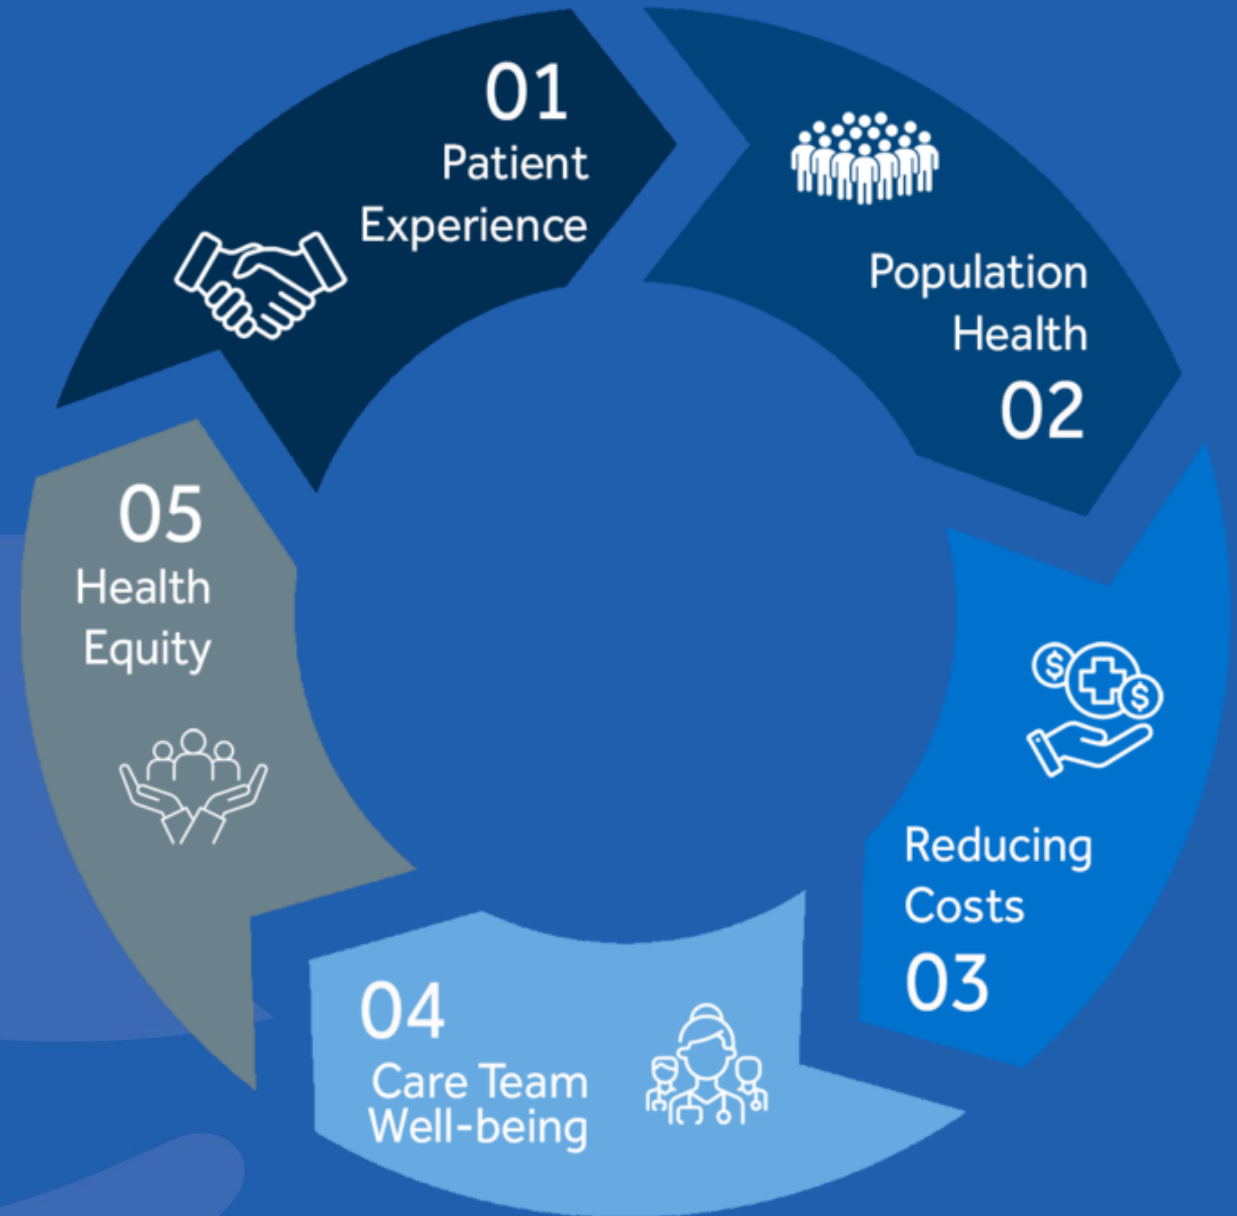 01
Patient
Experience
Population
Health
02
$
$
Reducing
Costs
03
04
Care Team
Well-being
05
Health
Equity